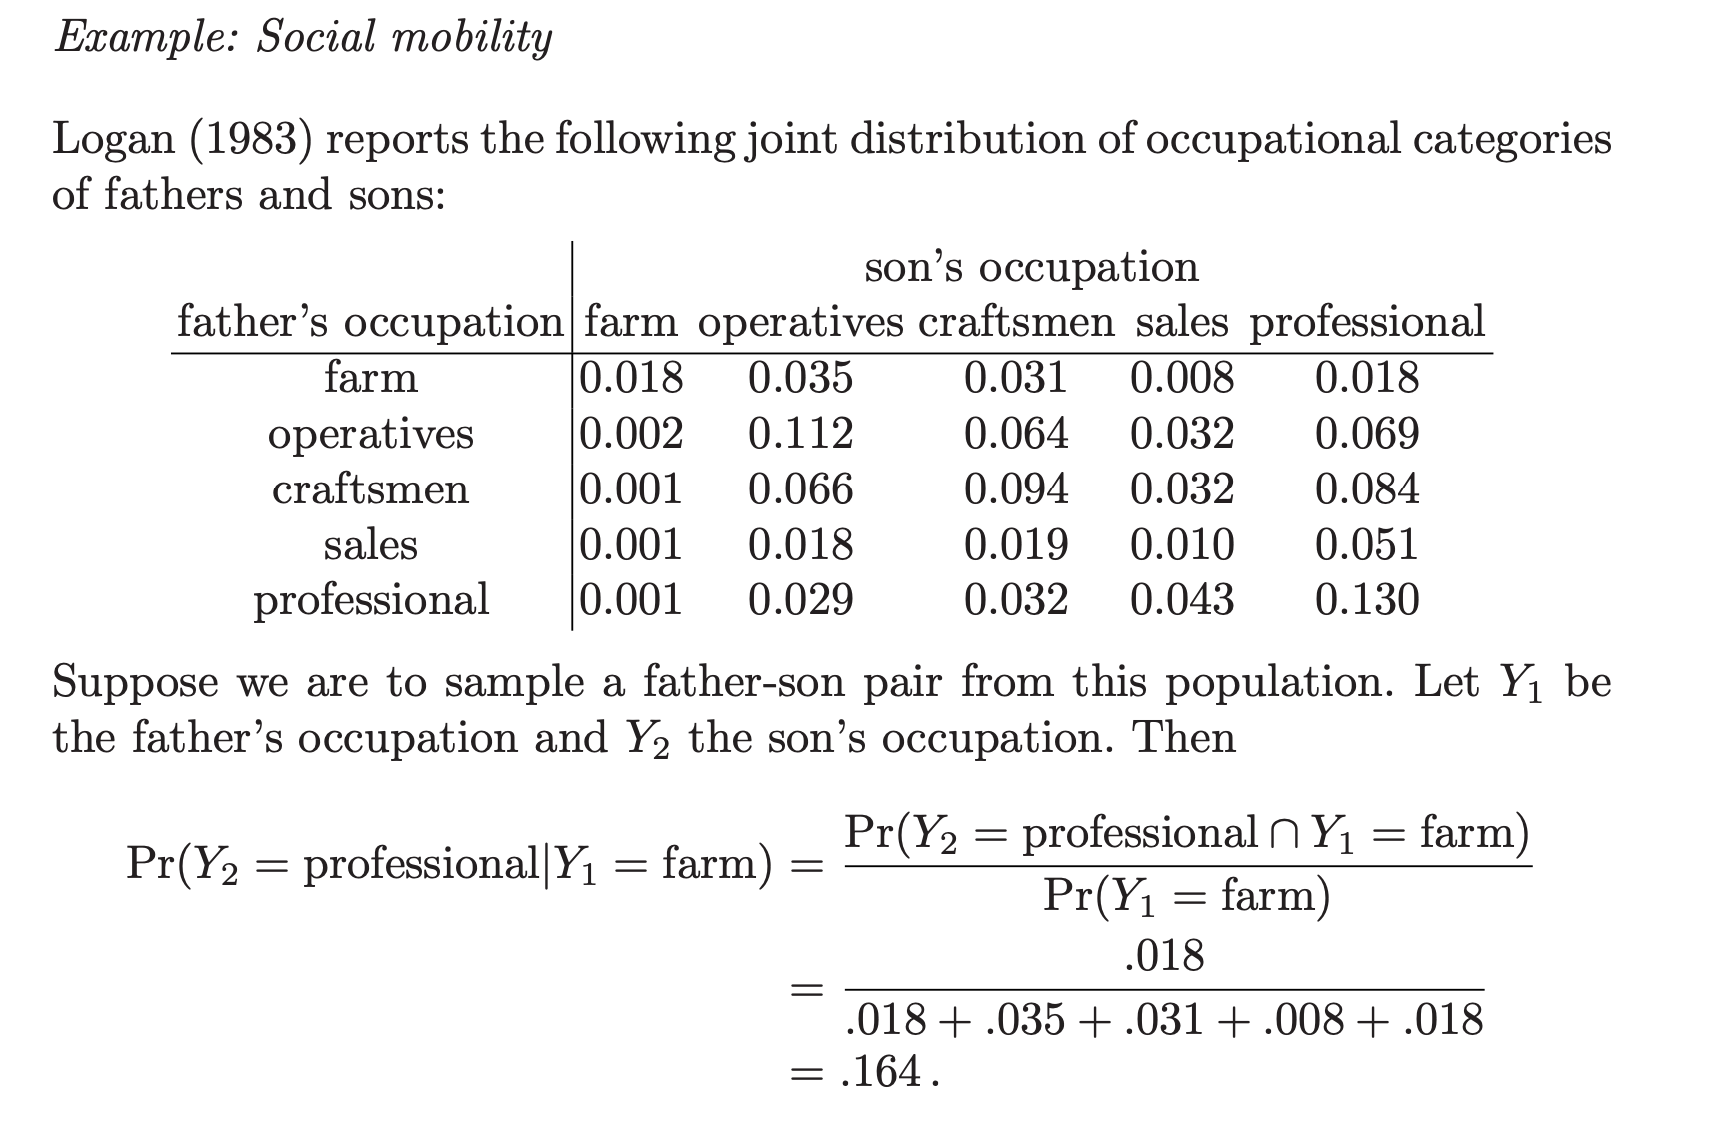 Example: Social mobility
Logan (1983) reports the following joint distribution of occupational categories
of fathers and sons:
son's occupation
father's occupation farm operatives craftsmen sales professional
farm 0.018 0.035 0.031 0.008 0.018
operatives 0.002 0.112 0.064 0.032 0.069
craftsmen 0.001 0.066 0.094 0.032 0.084
sales 0.001 0.018 0.019 0.010 0.051
professional 0.001 0.029 0.032 0.043 0.130
Suppose we are to sample a father-son pair from this population. Let Y₁ be
the father's occupation and Y₂ the son's occupation. Then
Pr(Y₂ = professional|Y₁ = farm) =
Pr(Y₂ = professional ∩ Y₁ = farm)
Pr(Y₁ = farm)
=
.018
.018 + .035 + .031 + .008 + .018
= .164 .